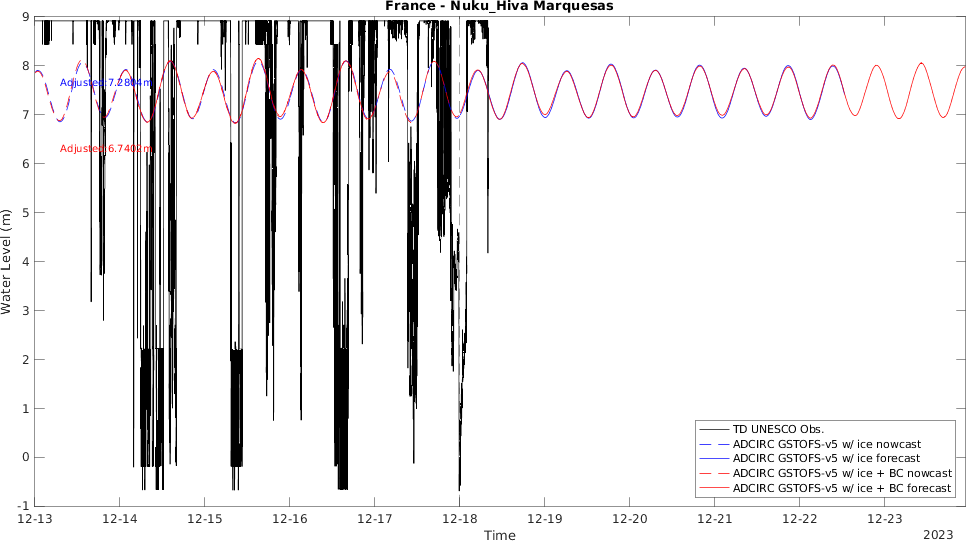 France - Nuku_Hiva Marquesas
9
8
7
6
5
4
3
2
1
0
-1
Water Level (m)
Adjusted 7.2804m
Adjusted 6.7402m
TD UNESCO Obs.
ADCIRC GSTOFS-v5 w/ ice nowcast
ADCIRC GSTOFS-v5 w/ ice forecast
ADCIRC GSTOFS-v5 w/ ice + BC nowcast
ADCIRC GSTOFS-v5 w/ ice + BC forecast
12-13 12-14 12-15 12-16 12-17 12-18 12-19 12-20 12-21 12-22 12-23
Time
2023